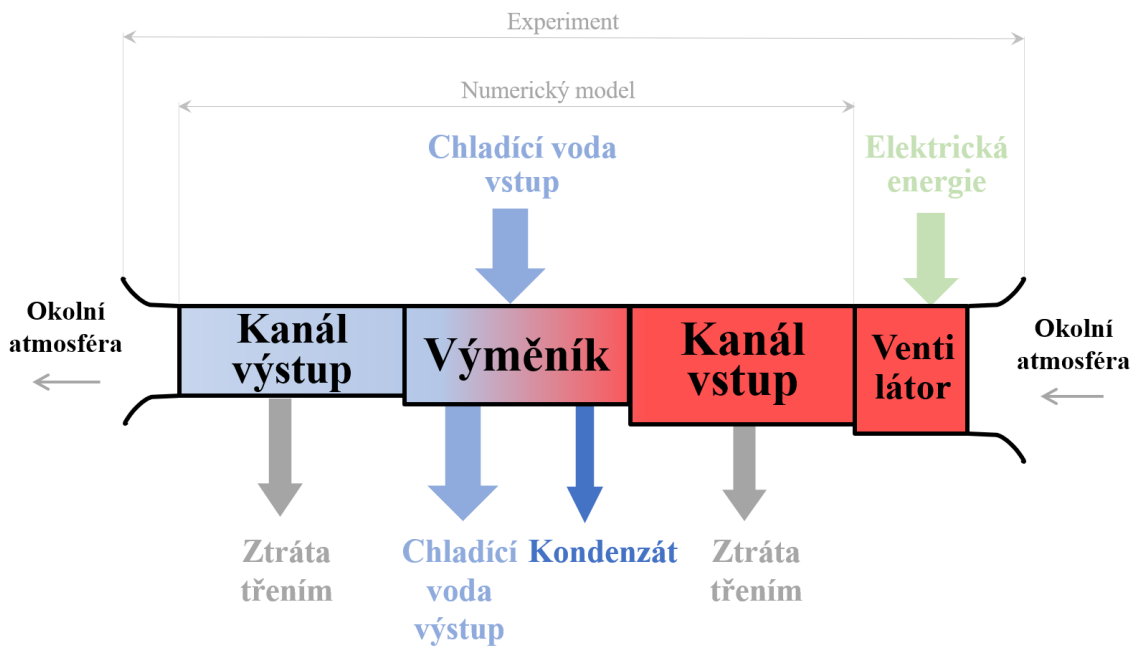 Experiment
Numerický model
Chladící voda
vstup
Elektrická
energie
Okolní
atmosféra
Kanál
výstup
Výměník
Kanál
vstup
Venti
látor
Okolní
atmosféra
Ztráta
třením
Chladící
voda
výstup
Kondenzát
Ztráta
třením